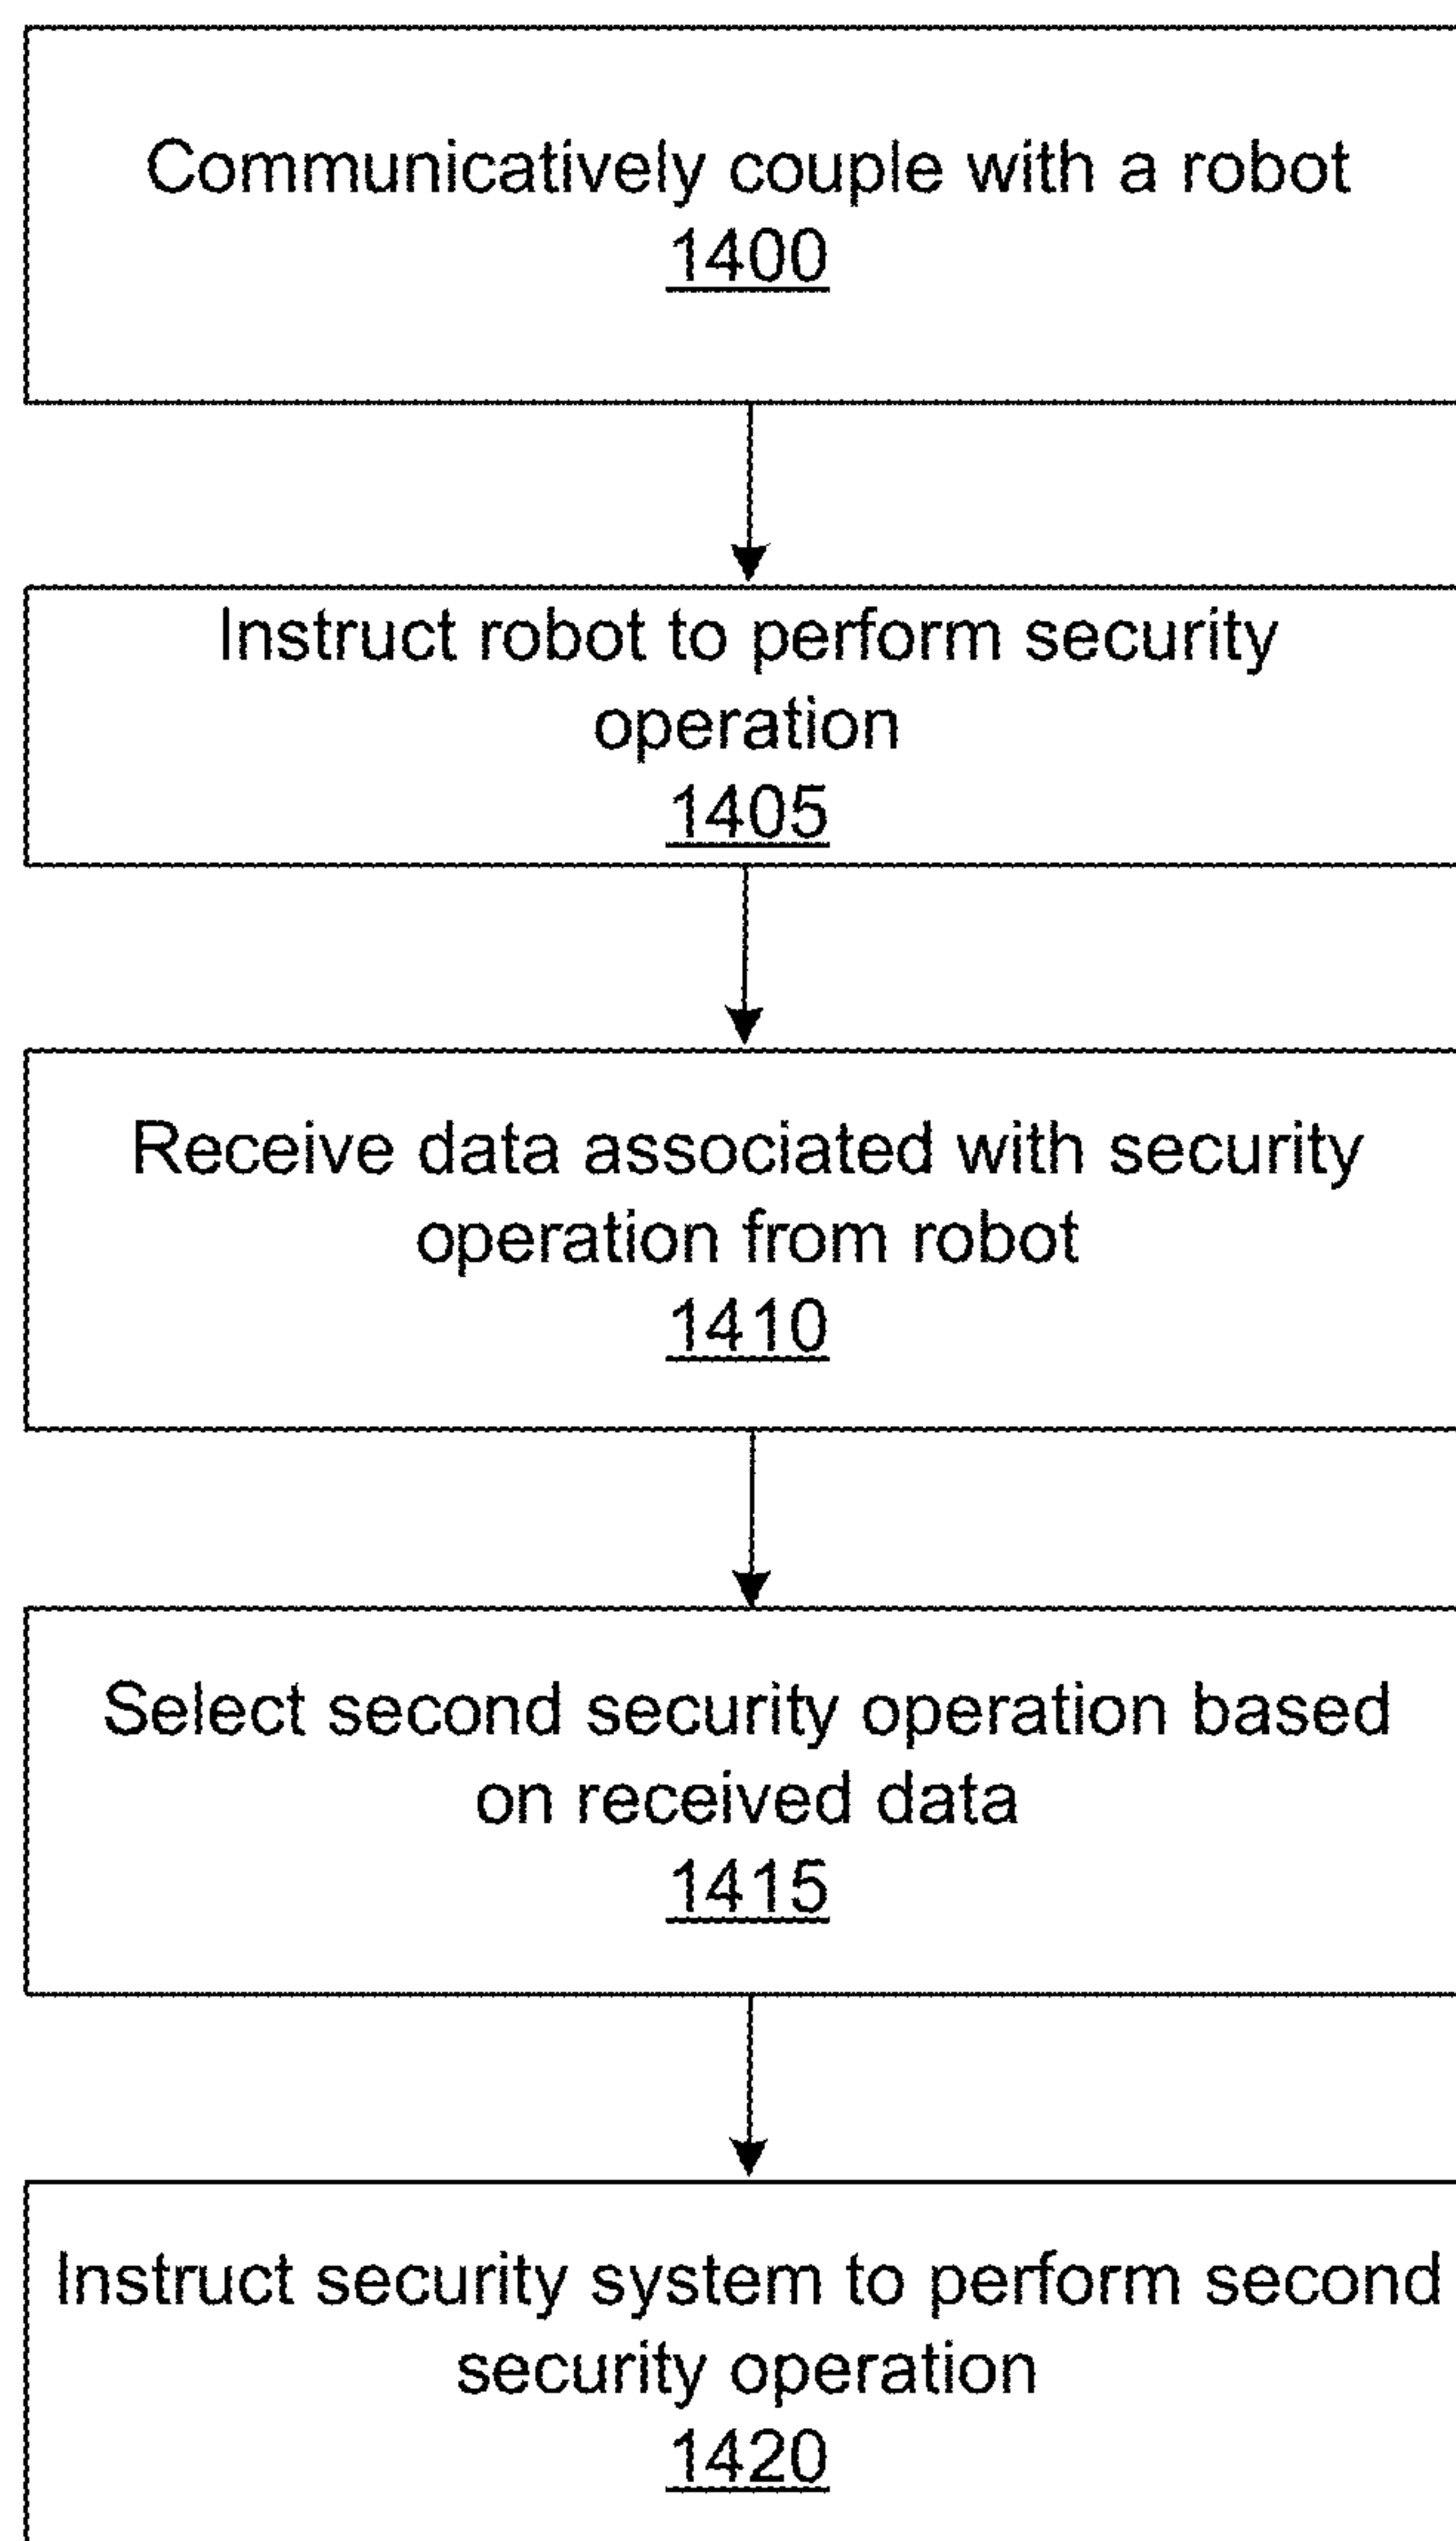 Communicatively couple with a robot
1400
Instruct robot to perform security
operation
1405
Receive data associated with security
operation from robot
1410
Select second security operation based
on received data
1415
Instruct security system to perform second
security operation
1420